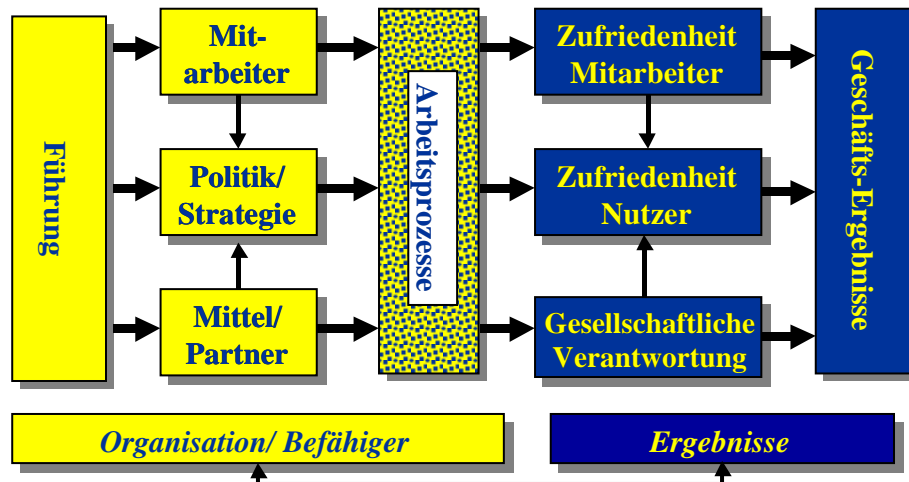 Führung
Mit-
arbeiter
Politik/
Strategie
Mittel/
Partner
Arbeitsprozesse
Zufriedenheit
Mitarbeiter
Zufriedenheit
Nutzer
Gesellschaftliche
Verantwortung
Geschäfts-Ergebnisse
Organisation/ Befähiger
Ergebnisse